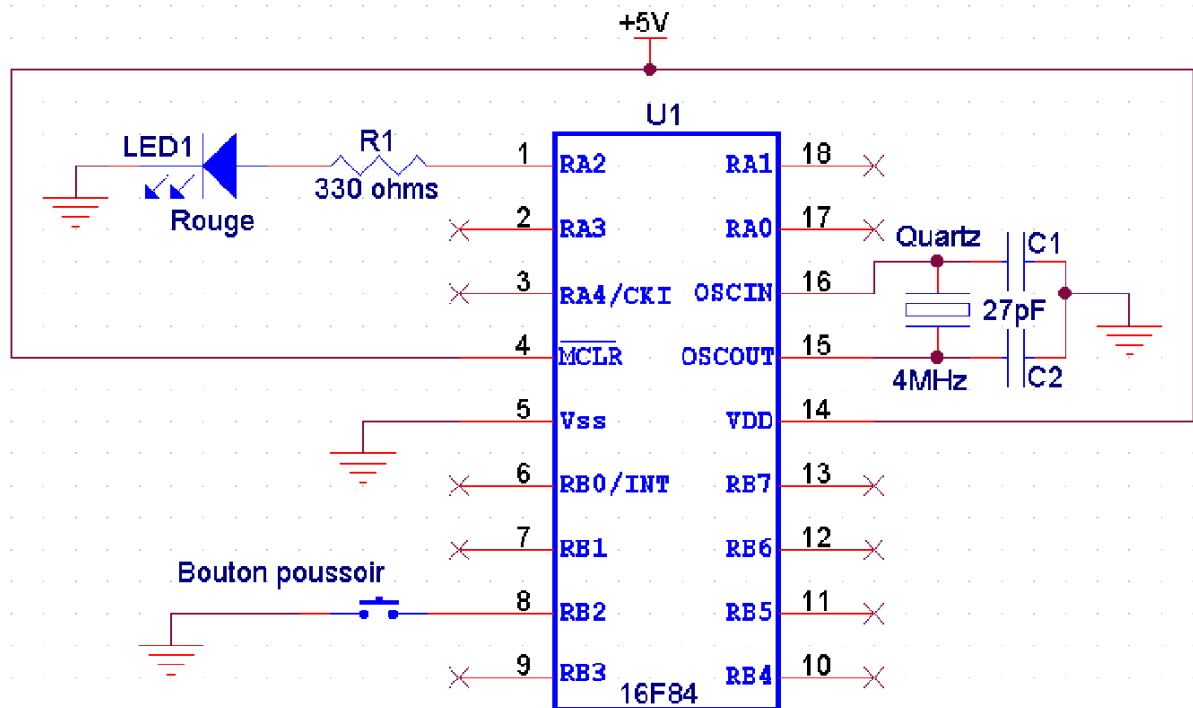 +5V
U1
LED1
R1
330 ohms
Rouge
1 RA2 RA1 18
2 RA3 RA0 17
Quartz C1
3 RA4/CKI OSCIN 16
27pF
4 MCLR OSCOUT 15
4MHz C2
5 Vss VDD 14
6 RB0/INT RB7 13
7 RB1 RB6 12
Bouton poussoir
8 RB2 RB5 11
9 RB3 RB4 10
16F84